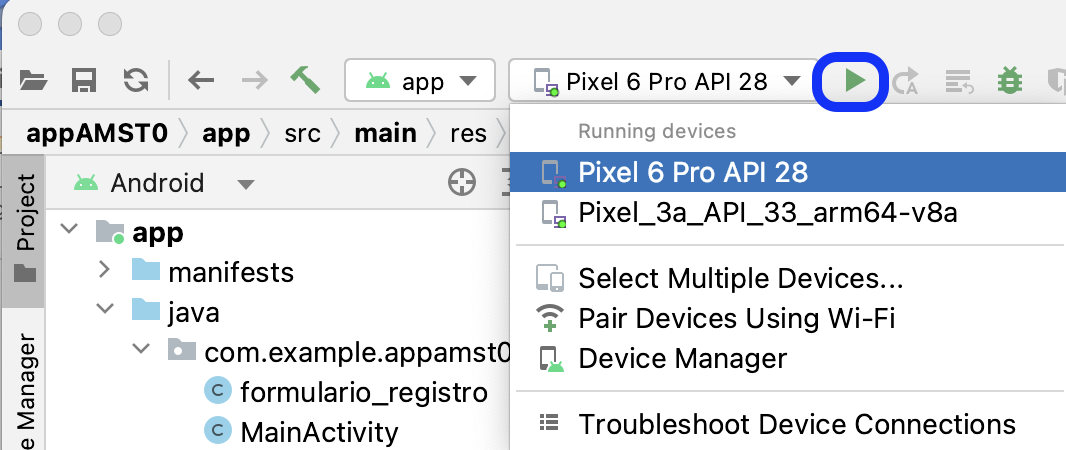 app
Pixel 6 Pro API 28
appAMST0 app src main res
Running devices
Project
Android
Pixel 6 Pro API 28
Pixel_3a_API_33_arm64-v8a
app
manifests
Select Multiple Devices...
java
Pair Devices Using Wi-Fi
com.example.appamst0
Device Manager
formulario_registro
MainActivity
Troubleshoot Device Connections
e Manager